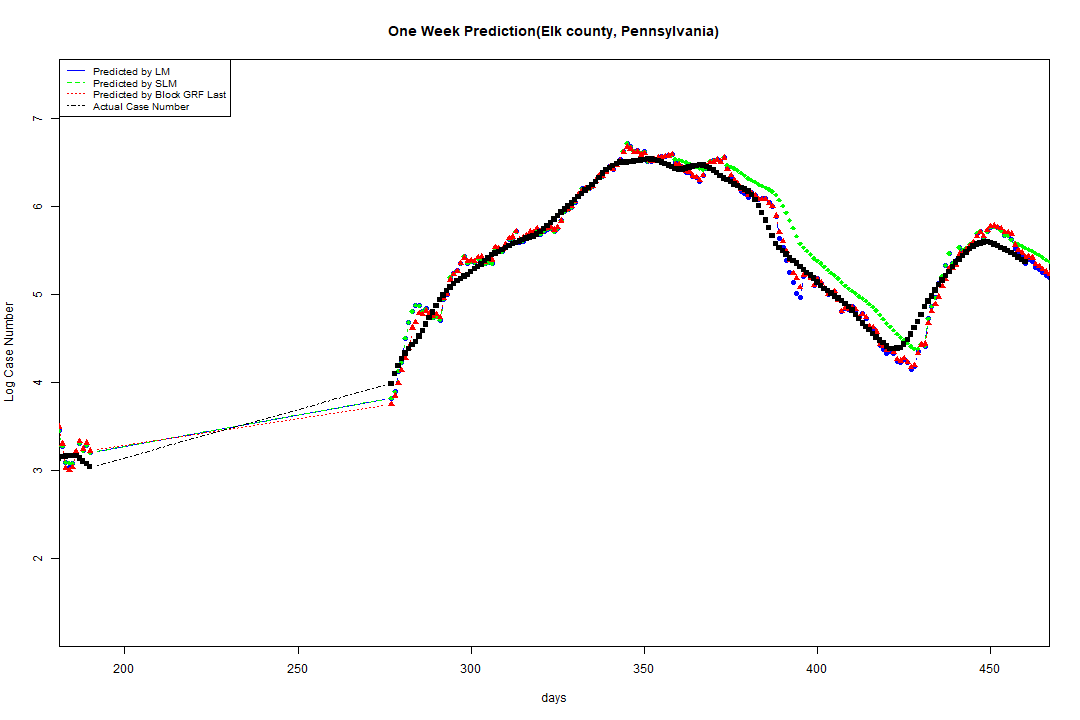 One Week Prediction(Elk county, Pennsylvania)
Predicted by LM
Predicted by SLM
Predicted by Block GRF Last
Actual Case Number
7
6
5
4
3
2
Log Case Number
200 250 300 350 400 450
days